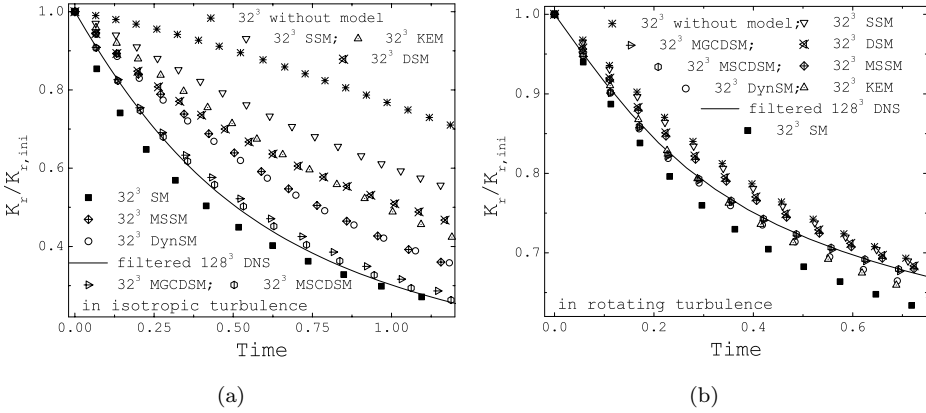 1.0
0.8
0.6
0.4
K_r/K_{r,ini}
0.00 0.25 0.50 0.75 1.00
Time
32³ without model
32³ SSM; 32³ KEM
32³ DSM
32³ SM
32³ MSSM
32³ DynSM
filtered 128³ DNS
32³ MGCDSM; 32³ MSCDSM
in isotropic turbulence
(a)
1.0
0.9
0.8
0.7
K_r/K_{r,ini}
0.0 0.2 0.4 0.6
Time
32³ without model; 32³ SSM
32³ MGCDSM; 32³ DSM
32³ MSCDSM; 32³ MSSM
32³ DynSM; 32³ KEM
filtered 128³ DNS
32³ SM
in rotating turbulence
(b)